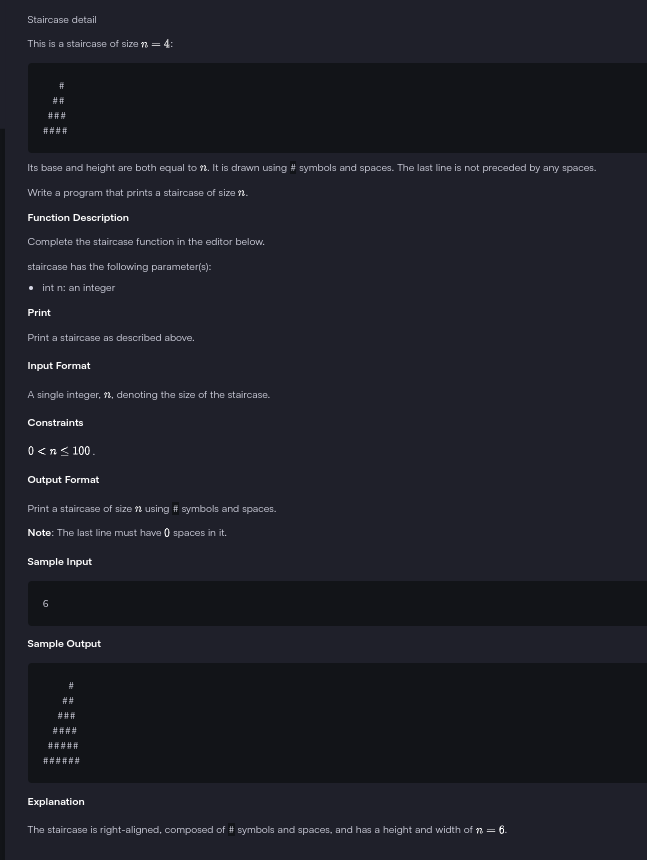 Staircase detail
This is a staircase of size n = 4:
   #
  ##
 ###
####
Its base and height are both equal to n. It is drawn using # symbols and spaces. The last line is not preceded by any spaces.
Write a program that prints a staircase of size n.
Function Description
Complete the staircase function in the editor below.
staircase has the following parameter(s):
• int n: an integer
Print
Print a staircase as described above.
Input Format
A single integer, n, denoting the size of the staircase.
Constraints
0 < n ≤ 100 .
Output Format
Print a staircase of size n using # symbols and spaces.
Note: The last line must have 0 spaces in it.
Sample Input
6
Sample Output
     #
    ##
   ###
  ####
 #####
######
Explanation
The staircase is right-aligned, composed of # symbols and spaces, and has a height and width of n = 6.